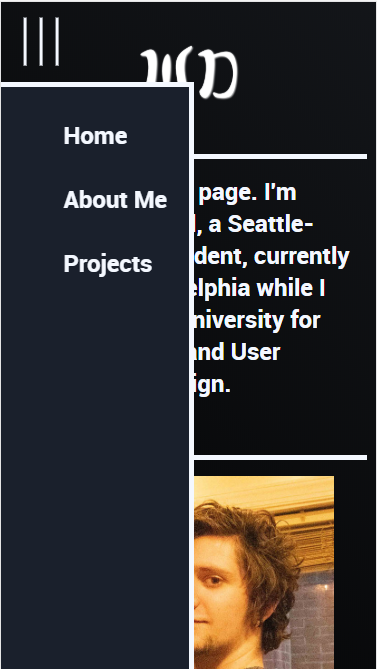 WD
Home
About Me
Projects
page. I'm
, a Seattle-
dent, currently
elphia while I
niversity for
and User
ign.